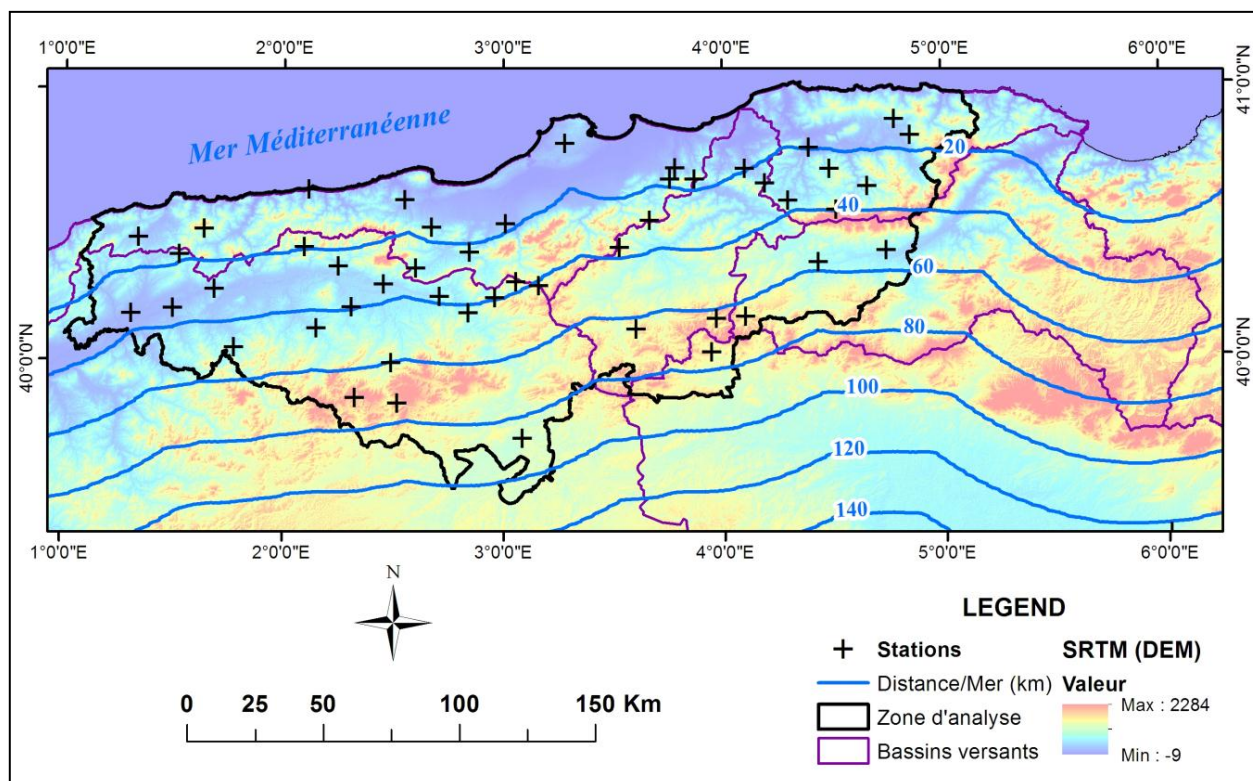 1°0'0"E 2°0'0"E 3°0'0"E 4°0'0"E 5°0'0"E 6°0'0"E
41°0'0"N
Mer Méditerranéenne
20
40
60
80
100
120
140
40°0'0"N 40°0'0"N
1°0'0"E 2°0'0"E 3°0'0"E 4°0'0"E 5°0'0"E 6°0'0"E
N
0 25 50 100 150 Km
LEGEND
Stations
Distance/Mer (km)
Zone d'analyse
Bassins versants
SRTM (DEM)
Valeur
Max : 2284
Min : -9